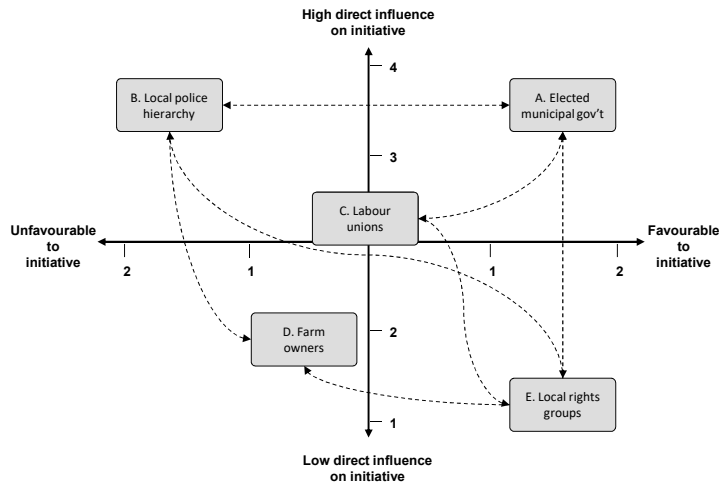 High direct influence
on initiative
4
B. Local police
hierarchy
A. Elected
municipal gov't
3
C. Labour
unions
Unfavourable
to
initiative
Favourable
to
initiative
2
1
1
2
D. Farm
owners
2
E. Local rights
groups
1
Low direct influence
on initiative